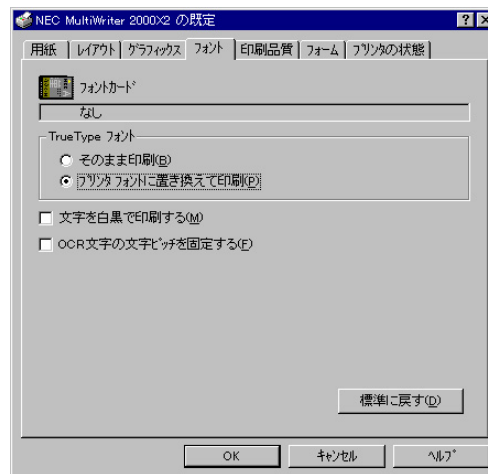 NEC MultiWriter 2000X2 の既定
用紙 レイアウト グラフィックス フォント 印刷品質 フォーム プリンタの状態
フォントカード
なし
TrueType フォント
そのまま印刷(B)
プリンタ フォントに置き換えて印刷(P)
文字を白黒で印刷する(M)
OCR文字の文字ピッチを固定する(F)
標準に戻す(D)
OK キャンセル ヘルプ